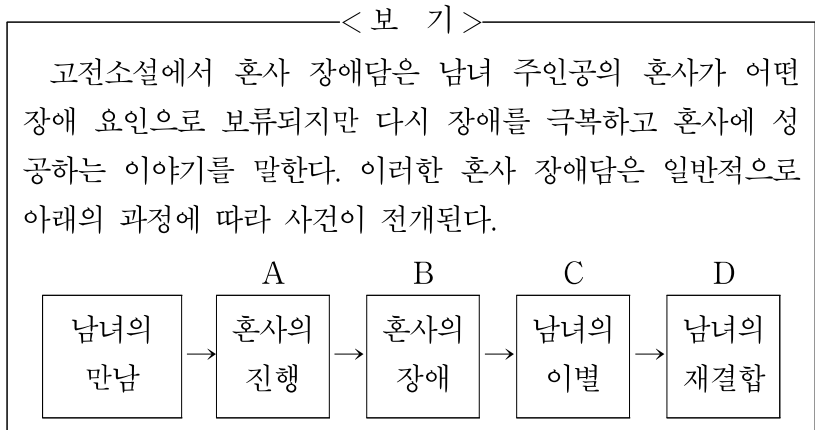 <보 기>
고전소설에서 혼사 장애담은 남녀 주인공의 혼사가 어떤
장애 요인으로 보류되지만 다시 장애를 극복하고 혼사에 성
공하는 이야기를 말한다. 이러한 혼사 장애담은 일반적으로
아래의 과정에 따라 사건이 전개된다.
A B C D
남녀의 → 혼사의 → 혼사의 → 남녀의 → 남녀의
만남 진행 장애 이별 재결합